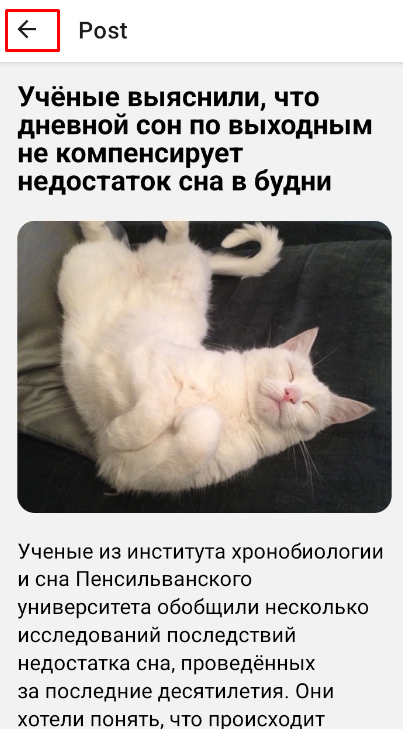 Post
Учёные выяснили, что
дневной сон по выходным
не компенсирует
недостаток сна в будни
Ученые из института хронобиологии
и сна Пенсильванского
университета обобщили несколько
исследований последствий
недостатка сна, проведённых
за последние десятилетия. Они
хотели понять, что происходит